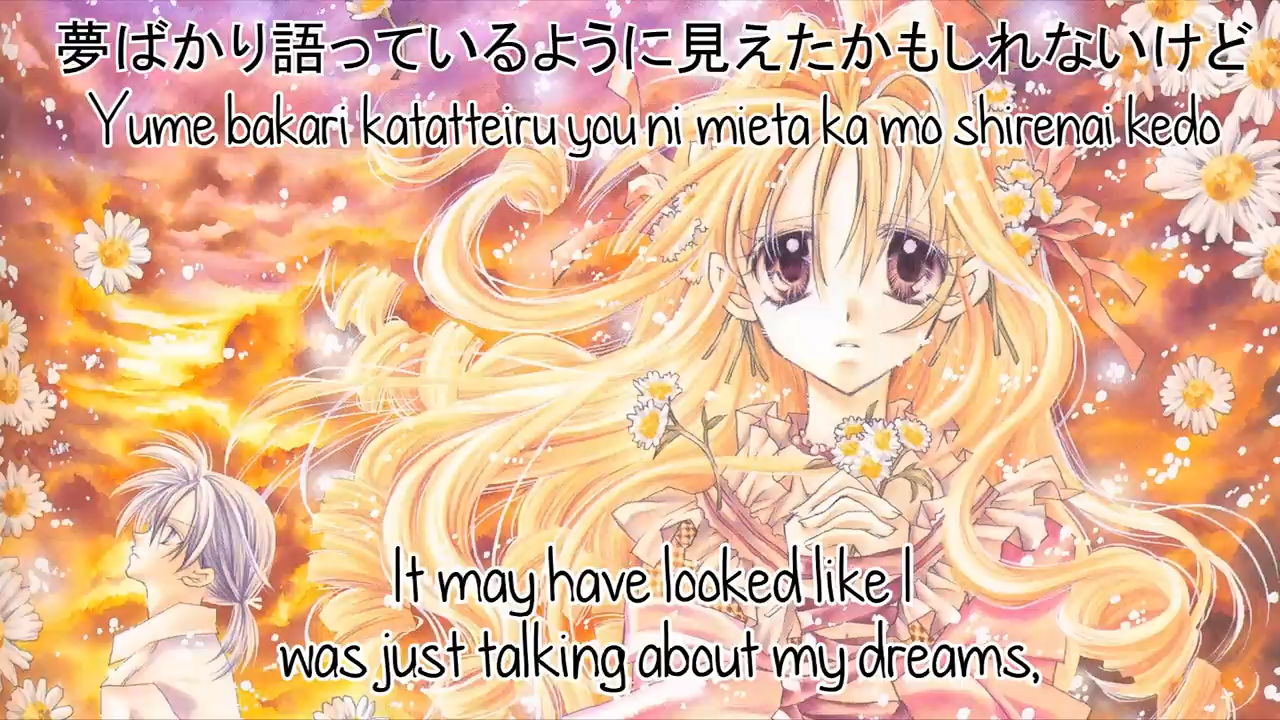 夢ばかり語っているように見えたかもしれないけど
Yume bakari katatteiru you ni mieta ka mo shirenai kedo
It may have looked like I
was just talking about my dreams,